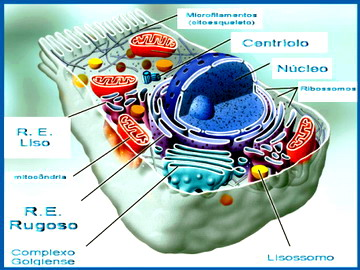 Microfilamentos
(citoesqueleto)
Centríolo
Núcleo
Ribossomos
R. E.
Liso
mitocôndria
R.E.
Rugoso
Complexo
Golgiense
Lisossomo